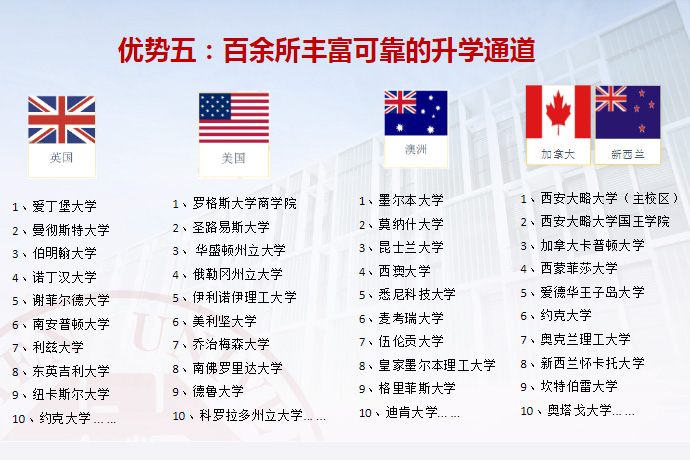 优势五：百余所丰富可靠的升学通道
英国
1、爱丁堡大学
2、曼彻斯特大学
3、伯明翰大学
4、诺丁汉大学
5、谢菲尔德大学
6、南安普顿大学
7、利兹大学
8、东英吉利大学
9、纽卡斯尔大学
10、约克大学……
美国
1、罗格斯大学商学院
2、圣路易斯大学
3、华盛顿州立大学
4、俄勒冈州立大学
5、伊利诺伊理工大学
6、美利坚大学
7、乔治梅森大学
8、南佛罗里达大学
9、德鲁大学
10、科罗拉多州立大学……
澳洲
1、墨尔本大学
2、莫纳什大学
3、昆士兰大学
4、西澳大学
5、悉尼科技大学
6、麦考瑞大学
7、伍伦贡大学
8、皇家墨尔本理工大学
9、格里菲斯大学
10、迪肯大学……
加拿大
新西兰
1、西安大略大学（主校区）
2、西安大略大学国王学院
3、加拿大卡普顿大学
4、西蒙菲莎大学
5、爱德华王子岛大学
6、约克大学
7、奥克兰理工大学
8、新西兰怀卡托大学
9、坎特伯雷大学
10、奥塔戈大学……